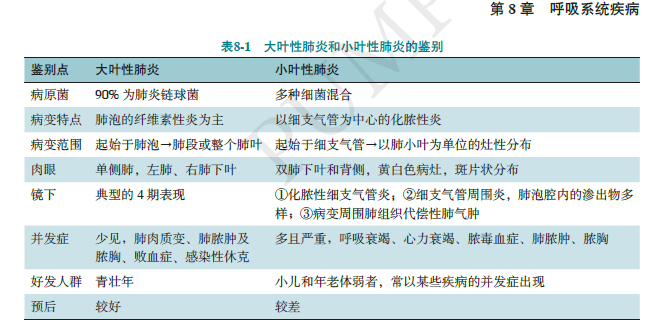 第 8 章 呼吸系统疾病
表8-1 大叶性肺炎和小叶性肺炎的鉴别
鉴别点 大叶性肺炎 小叶性肺炎
病原菌 90% 为肺炎链球菌 多种细菌混合
病变特点 肺泡的纤维素性炎为主 以细支气管为中心的化脓性炎
病变范围 起始于肺泡→肺段或整个肺叶 起始于细支气管→以肺小叶为单位的灶性分布
肉眼 单侧肺，左肺、右肺下叶 双肺下叶和背侧，黄白色病灶，斑片状分布
镜下 典型的 4 期表现 ①化脓性细支气管炎；②细支气管周围炎，肺泡腔内的渗出物多
样；③病变周围肺组织代偿性肺气肿
并发症 少见，肺肉质变、肺脓肿及 多且严重，呼吸衰竭、心力衰竭、脓毒血症、肺脓肿、脓胸
脓胸、败血症、感染性休克
好发人群 青壮年 小儿和年老体弱者，常以某些疾病的并发症出现
预后 较好 较差